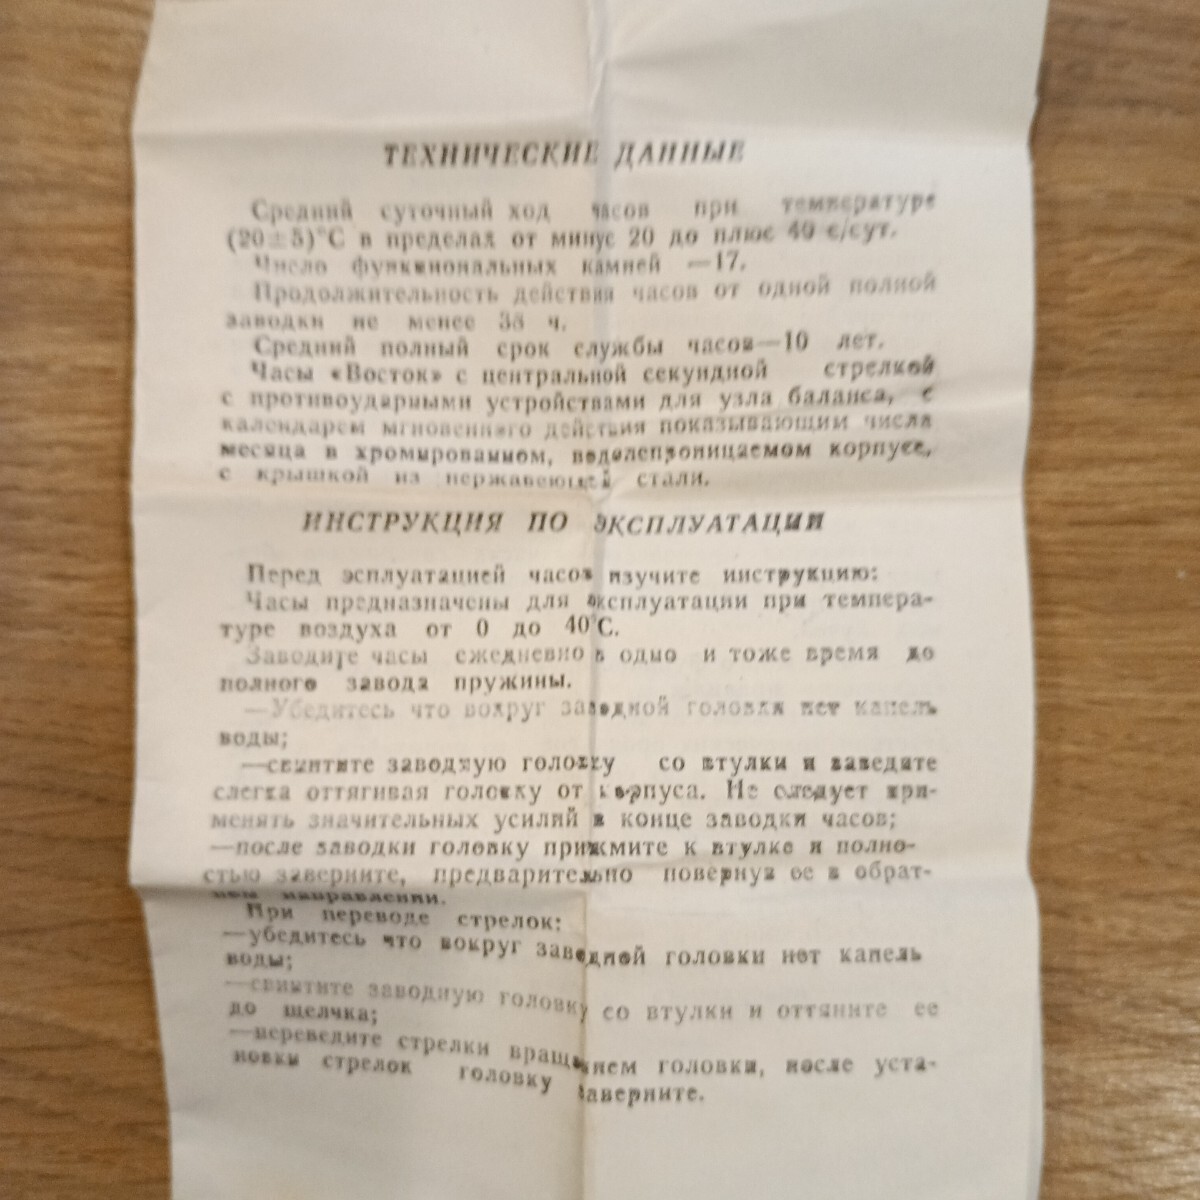 ТЕХНИЧЕСКИЕ ДАННЫЕ
Средний суточный ход часов при температуре
(20±5)°С в пределах от минус 20 до плюс 40 с/сут.
Число функциональных камней —17.
Продолжительность действия часов от одной полной
заводки не менее 38 ч.
Средний полный срок службы часов—10 лет.
Часы «Восток» с центральной секундной стрелкой
с противоударными устройствами для узла баланса, с
календарем мгновенного действия показывающим числа
месяца в хромированном, водонепроницаемом корпусе,
с крышкой из нержавеющей стали.
ИНСТРУКЦИЯ ПО ЭКСПЛУАТАЦИИ
Перед эсплуатацией часов изучите инструкцию:
Часы предназначены для эксплуатации при темпера-
туре воздуха от 0 до 40°С.
Заводите часы ежедневно в одно и тоже время до
полного завода пружины.
—Убедитесь что вокруг заводной головки нет капель
воды;
—свинтите заводную головку со втулки и заведите
слегка оттягивая головку от корпуса. Не следует при-
менять значительных усилий в конце заводки часов;
—после заводки головку прижмите к втулке и полно-
стью заверните, предварительно повернув ее в обрат-
ном направлении.
При переводе стрелок:
—убедитесь что вокруг заводной головки нет капель
воды;
—свинтите заводную головку со втулки и оттяните ее
до щелчка;
—переведите стрелки вращением головки, после уста-
новки стрелок головку заверните.